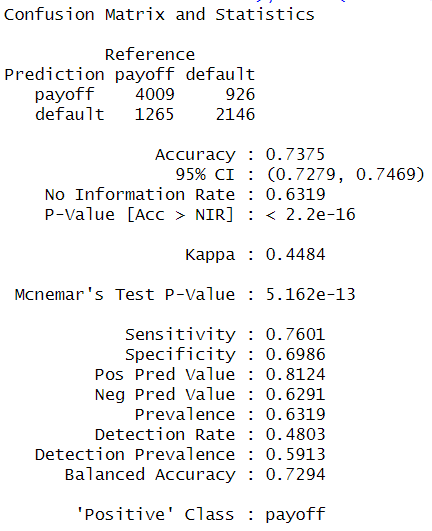 Confusion Matrix and Statistics
Reference
Prediction payoff default
payoff 4009 926
default 1265 2146
Accuracy : 0.7375
95% CI : (0.7279, 0.7469)
No Information Rate : 0.6319
P-Value [Acc > NIR] : < 2.2e-16
Kappa : 0.4484
Mcnemar's Test P-Value : 5.162e-13
Sensitivity : 0.7601
Specificity : 0.6986
Pos Pred Value : 0.8124
Neg Pred Value : 0.6291
Prevalence : 0.6319
Detection Rate : 0.4803
Detection Prevalence : 0.5913
Balanced Accuracy : 0.7294
'Positive' Class : payoff